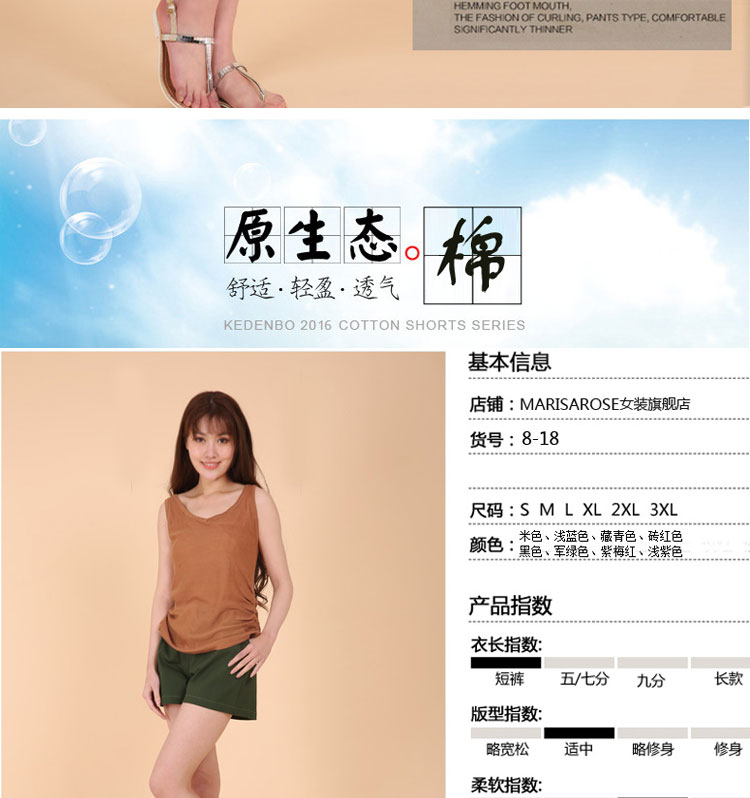 HEMMING FOOT MOUTH,
THE FASHION OF CURLING, PANTS TYPE, COMFORTABLE
SIGNIFICANTLY THINNER
原生态。棉
舒适·轻盈·透气
KEDENBO 2016 COTTON SHORTS SERIES
基本信息
店铺：MARISAROSE女装旗舰店
货号：8-18
尺码：S M L XL 2XL 3XL
颜色：米色、浅蓝色、藏青色、砖红色
黑色、军绿色、紫梅红、浅紫色
产品指数
衣长指数:
短裤 五/七分 九分 长款
版型指数:
略宽松 适中 略修身 修身
柔软指数: